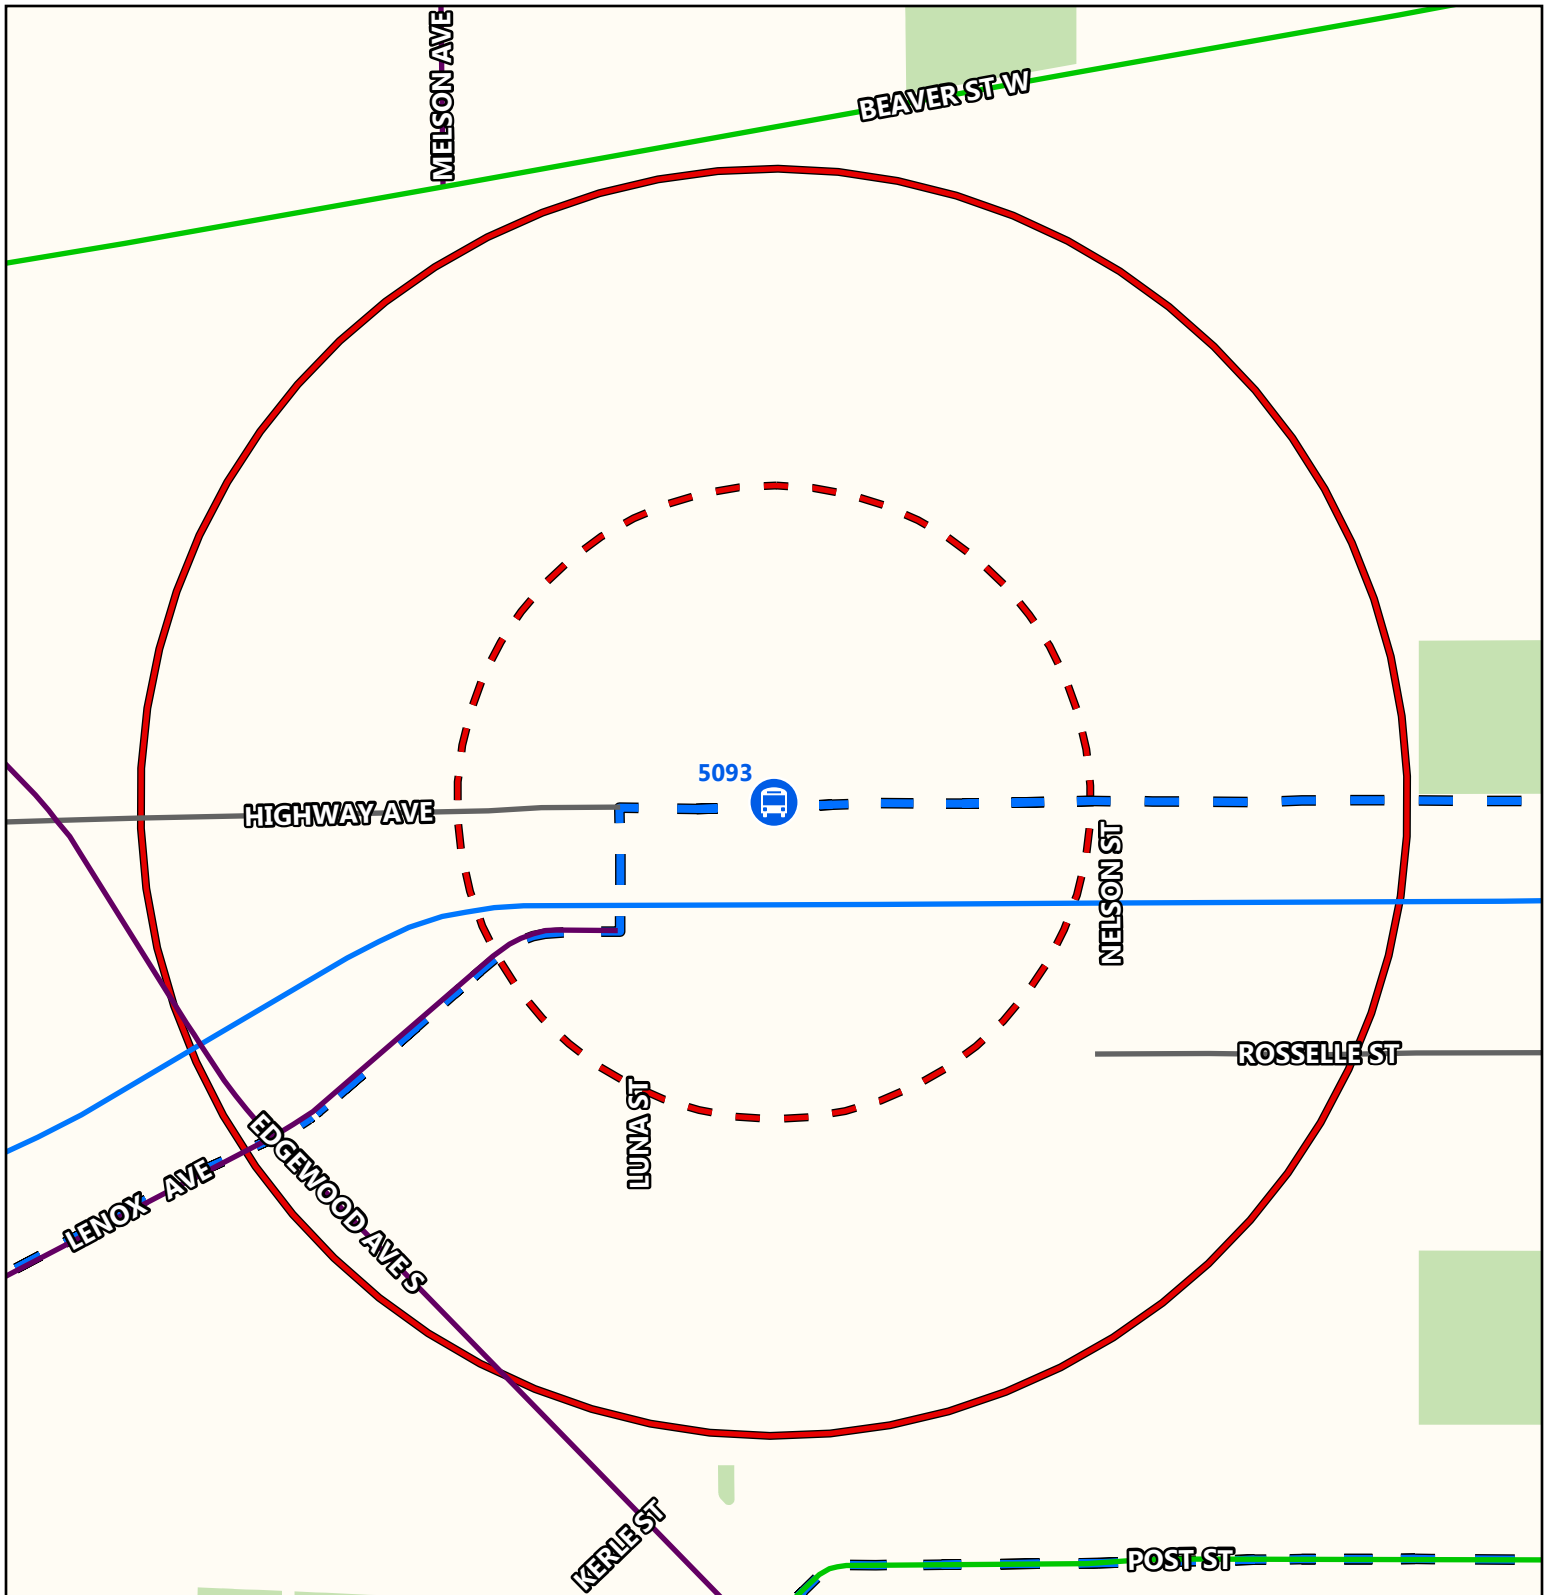 MELSON AVE
BEAVER ST W
5093
HIGHWAY AVE
NELSON ST
ROSSELLE ST
LUNA ST
EDGEWOOD AVE S
LENOX AVE
KERLE ST
POST ST